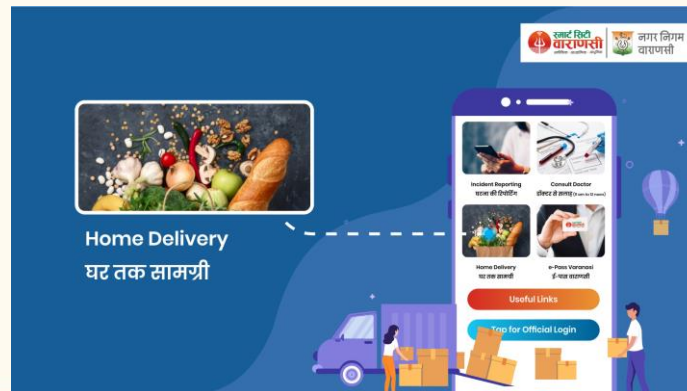 स्मार्ट सिटी
वाराणसी
नगर निगम
वाराणसी
Home Delivery
घर तक सामग्री
Incident Reporting
घटना की रिपोर्टिंग
Consult Doctor
डॉक्टर से सलाह
Home Delivery
घर तक सामग्री
e-Pass Varanasi
ई-पास वाराणसी
Useful Links
Tap for Official Login